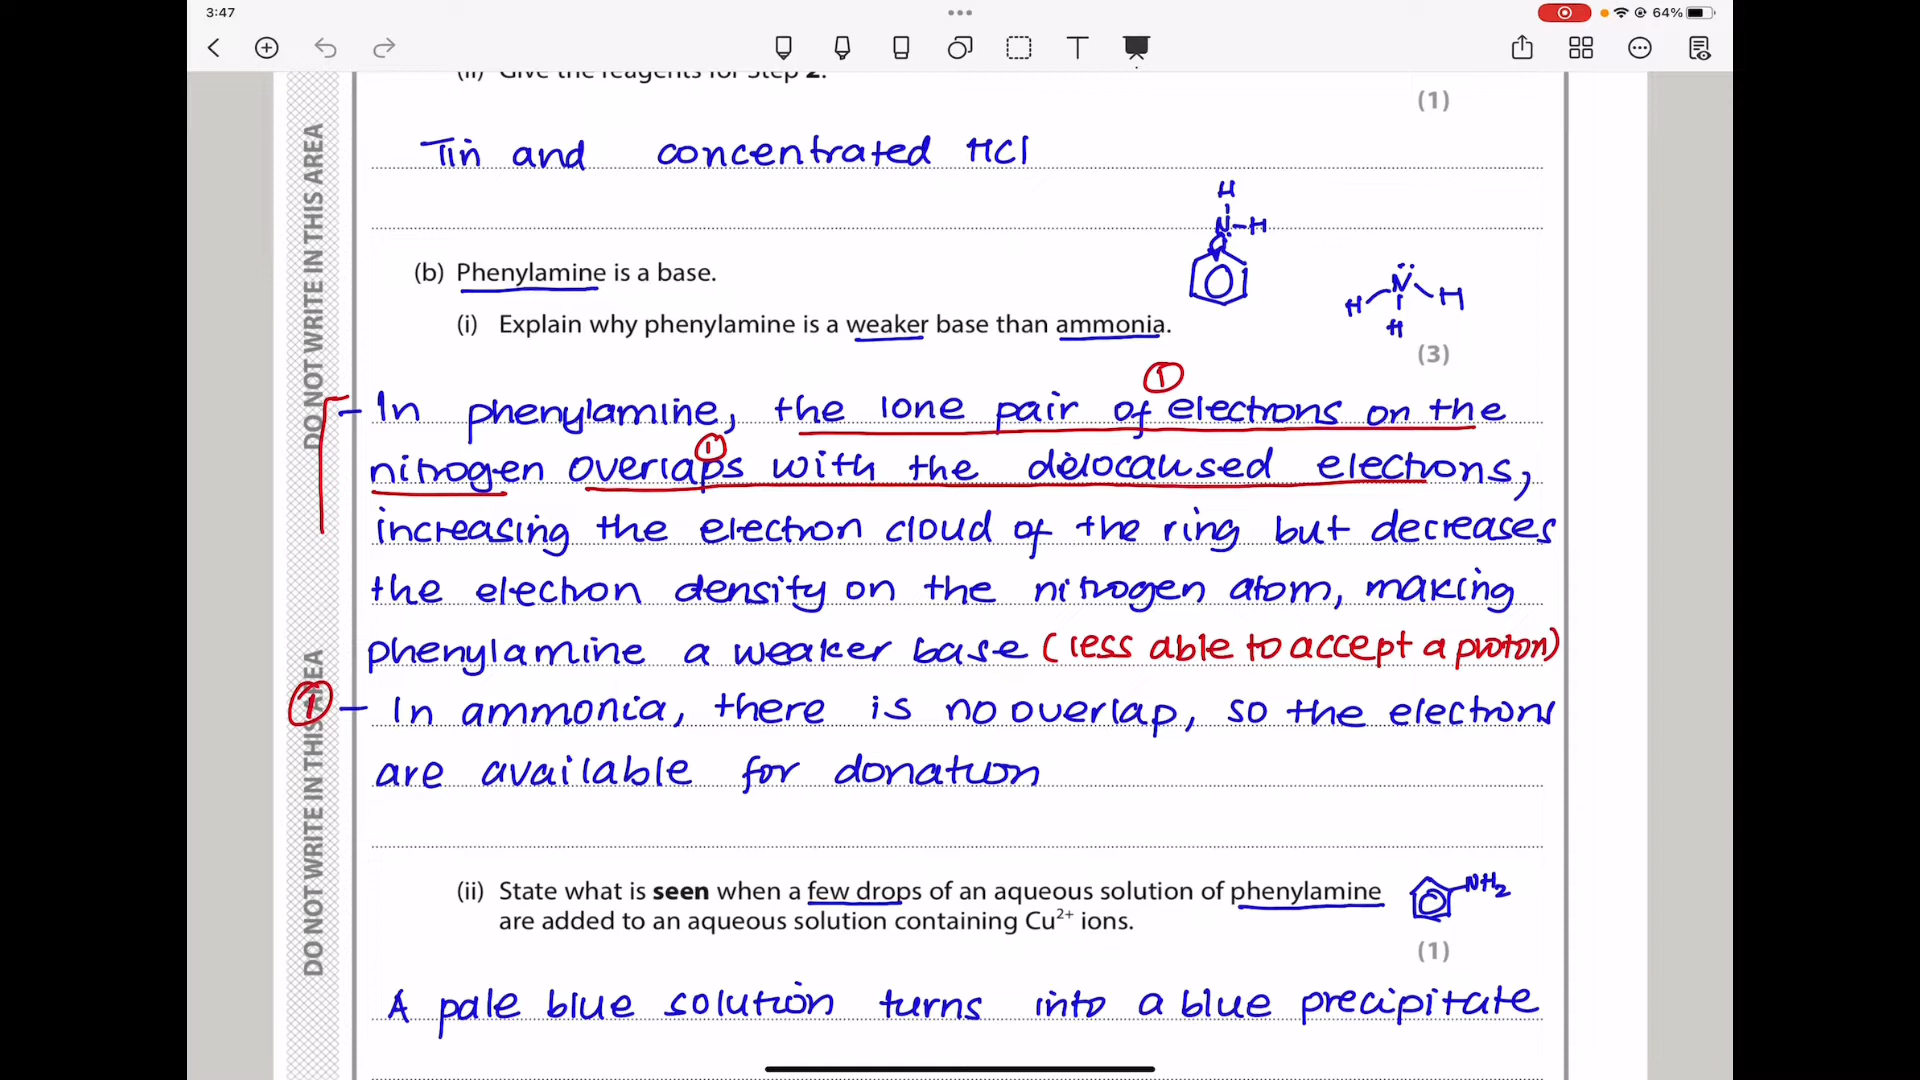 3:47
64%
(ii) Give the reagents for Step 2.
(1)
Tin and concentrated HCl
H
N-H
(b) Phenylamine is a base.
N
H H
H
(i) Explain why phenylamine is a weaker base than ammonia.
(3)
1
- In phenylamine, the lone pair of electrons on the
1
nitrogen overlaps with the delocalised electrons,
increasing the electron cloud of the ring but decreases
the electron density on the nitrogen atom, making
phenylamine a weaker base (less able to accept a proton)
1 - In ammonia, there is no overlap, so the electrons
are available for donation
(ii) State what is seen when a few drops of an aqueous solution of phenylamine
NH2
are added to an aqueous solution containing Cu2+ ions.
(1)
A pale blue solution turns into a blue precipitate
DO NOT WRITE IN THIS AREA
DO NOT WRITE IN THIS AREA